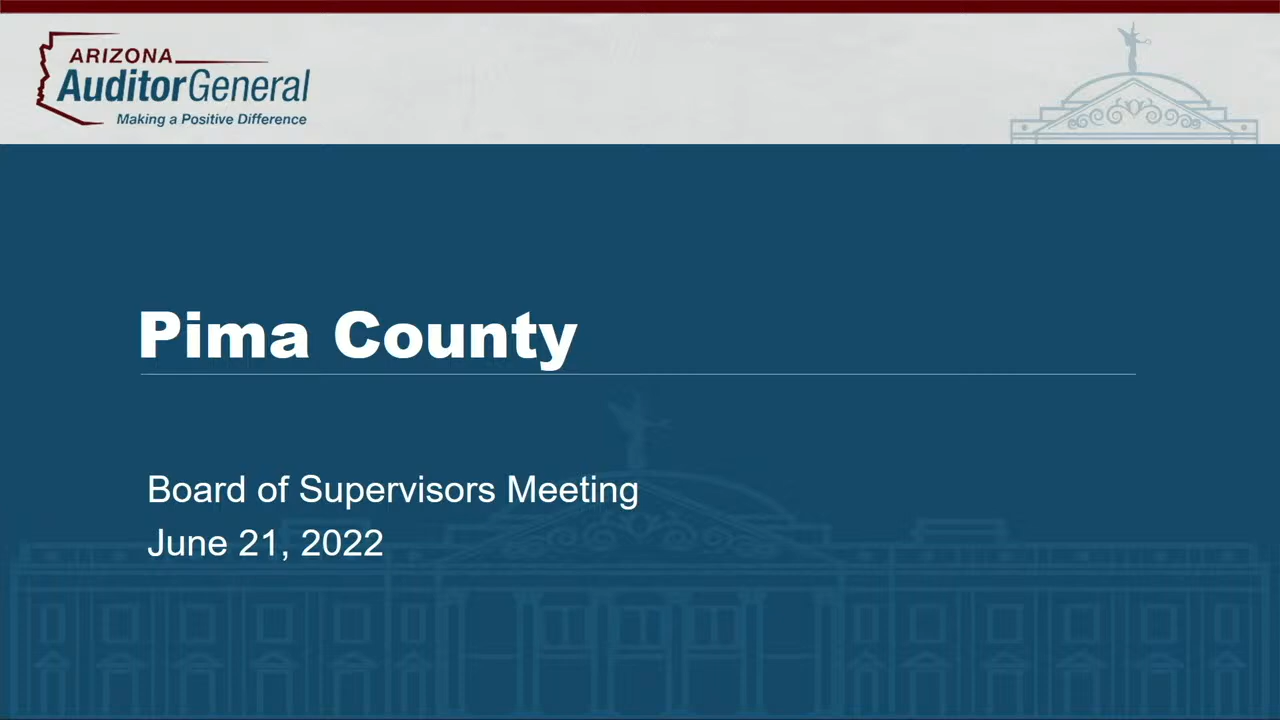 ARIZONA
AuditorGeneral
Making a Positive Difference
Pima County
Board of Supervisors Meeting
June 21, 2022